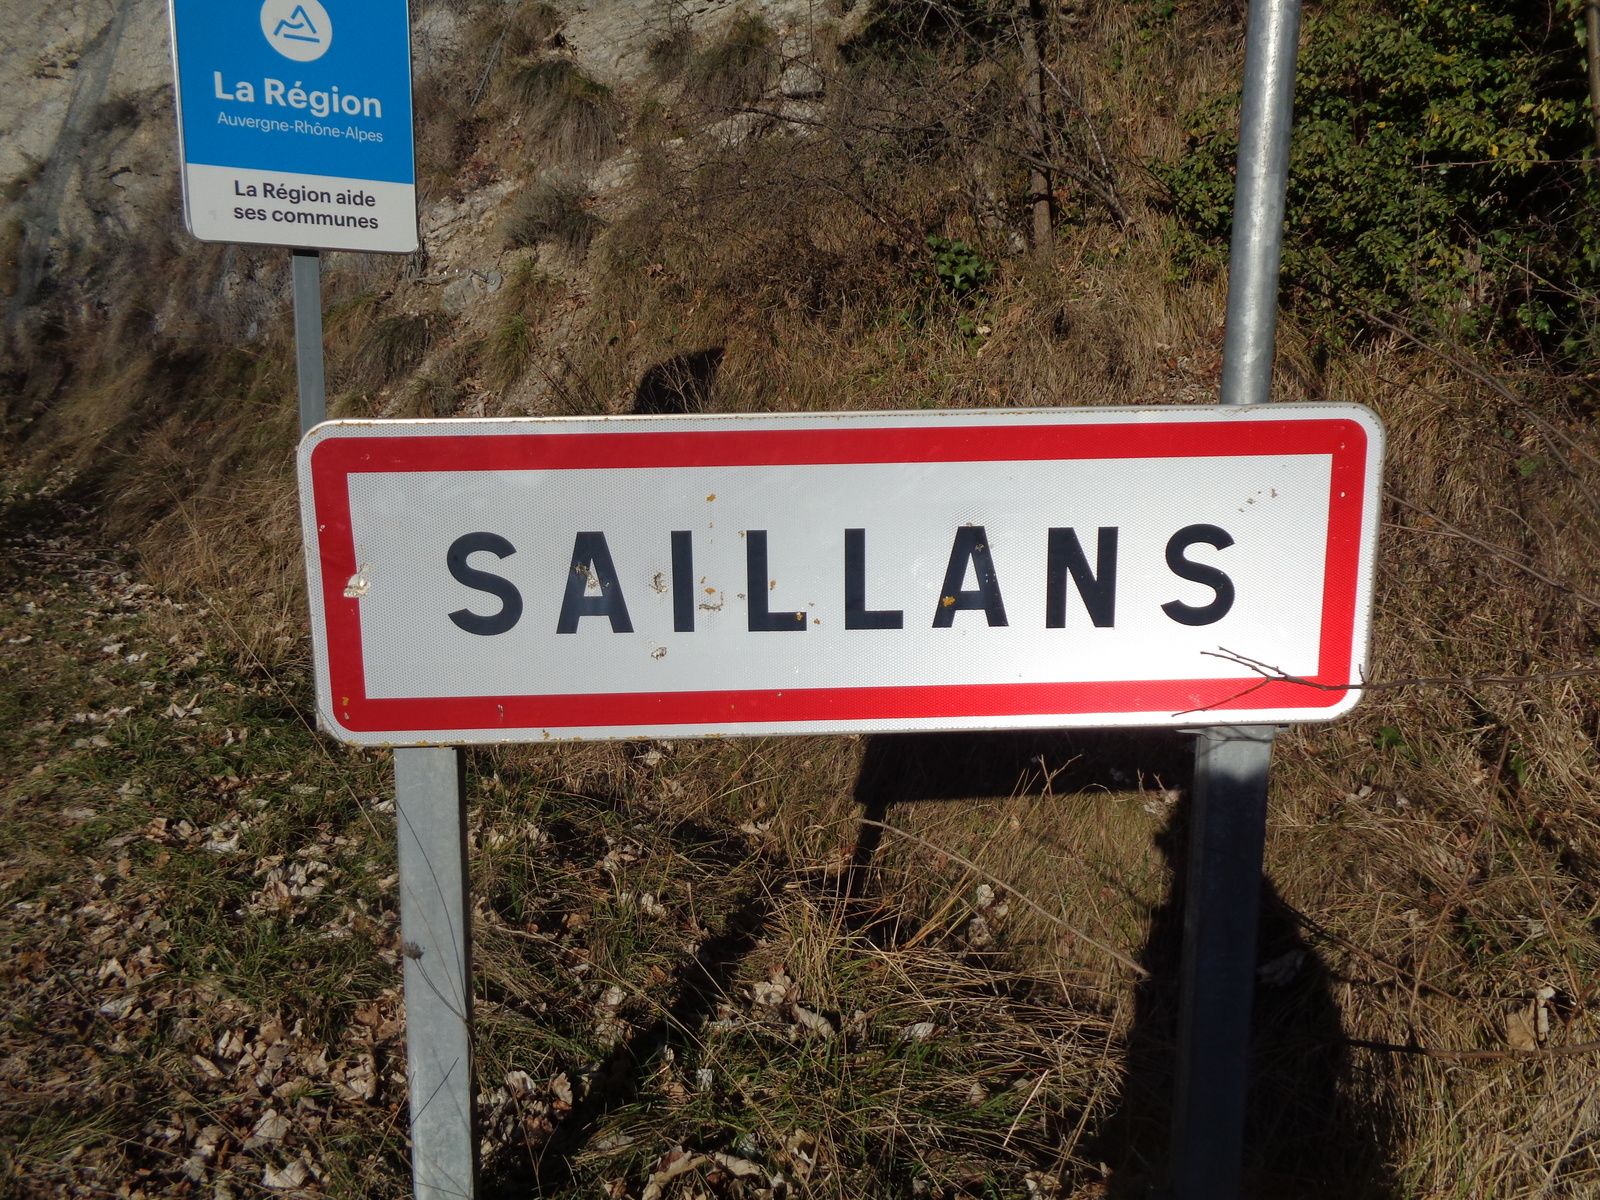 La Région
Auvergne-Rhône-Alpes
La Région aide
ses communes
SAILLANS